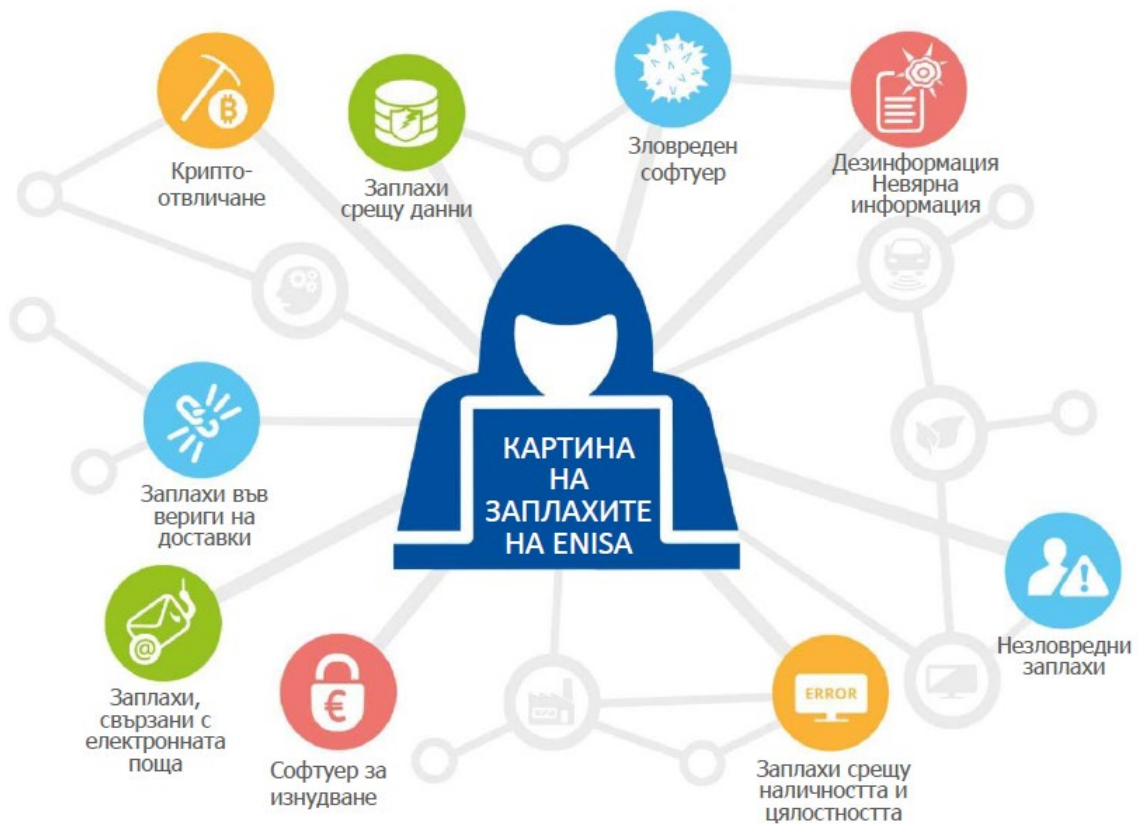 Крипто-
отвличане
Заплахи
срещу данни
Зловреден
софтуер
Дезинформация
Невярна
информация
КАРТИНА
НА
ЗАПЛАХИТЕ
НА ENISA
Заплахи във
вериги на
доставки
Незловредни
заплахи
@
Заплахи,
свързани с
електронната
поща
€
Софтуер за
изнудване
ERROR
Заплахи срещу
наличността и
цялостността